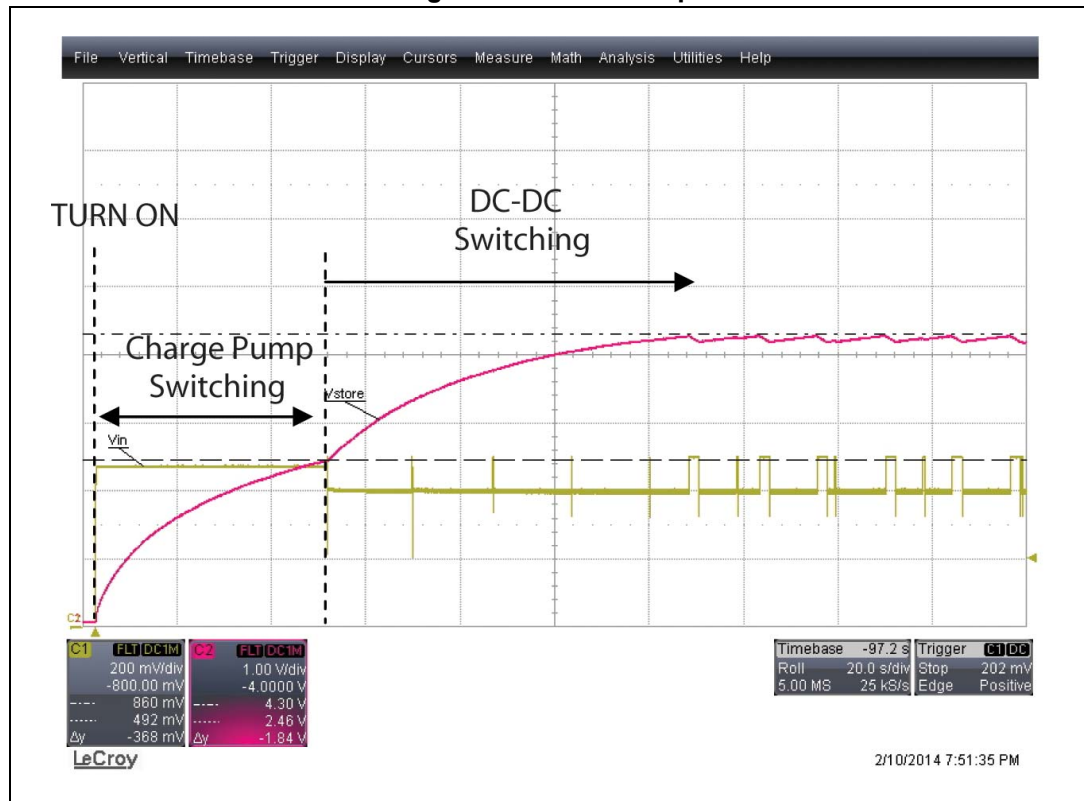 File Vertical Timebase Trigger Display Cursors Measure Math Analysis Utilities Help
TURN ON
DC-DC
Switching
Charge Pump
Switching
Vstore
Vin
C2
C1 FLT DC1M
200 mV/div
-800.00 mV
860 mV
492 mV
Δy -368 mV
C2 FLT DC1M
1.00 V/div
-4.0000 V
4.30 V
2.46 V
Δy -1.84 V
Timebase -97.2 s
Roll 20.0 s/div
5.00 MS 25 kS/s
Trigger C1 DC
Stop 202 mV
Edge Positive
LeCroy
2/10/2014 7:51:35 PM